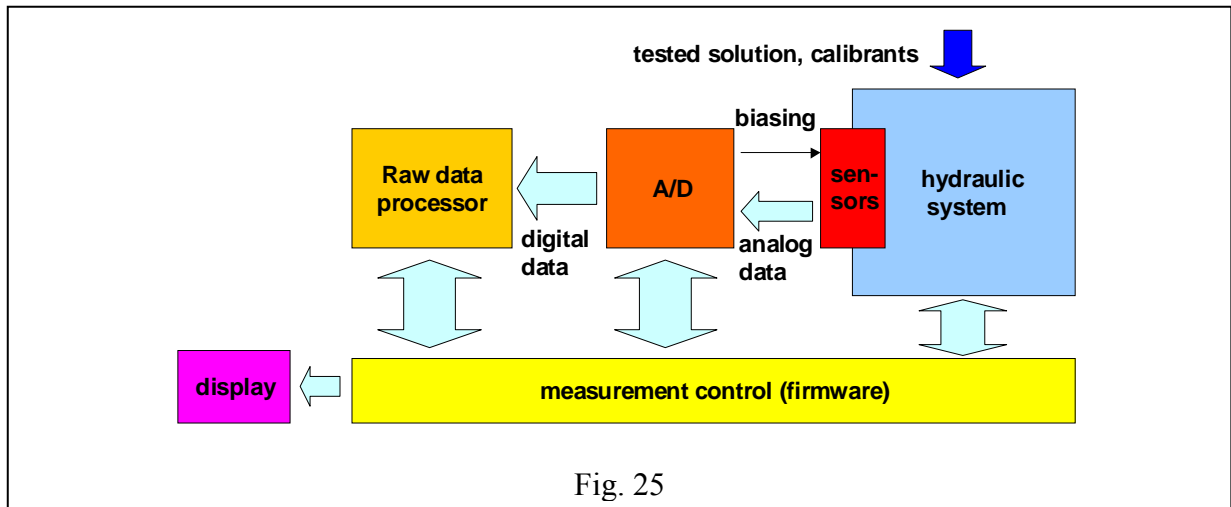 tested solution, calibrants
biasing
Raw data
processor
A/D
sen-
sors
hydraulic
system
digital
data
analog
data
display
measurement control (firmware)
Fig. 25